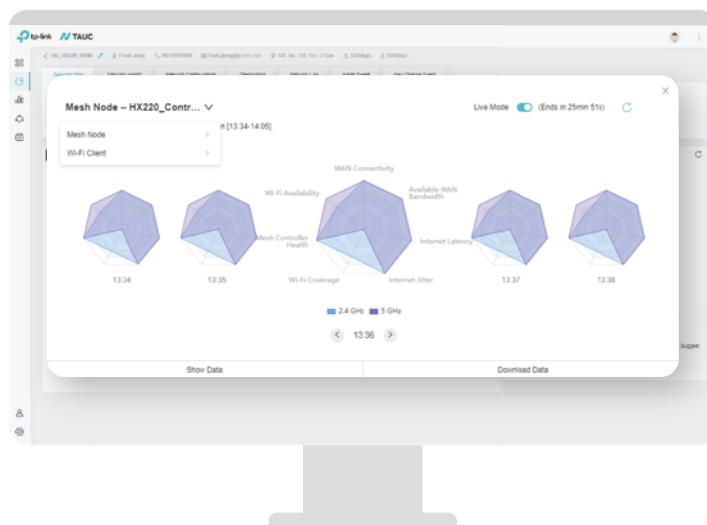 tp-link TAUC
Mesh Node -- HX220_Contr...
Live Mode (Ends in 25min 51s)
Mesh Node
Wi-Fi Client
n [13:34-14:05].
WAN Connectivity
Wi-Fi Availability
Available WAN
Bandwidth
Mesh Controller
Health
Internet Latency
Wi-Fi Coverage
Internet Jitter
13:34
13:35
13:37
13:38
2.4 GHz 5 GHz
13:36
Show Data
Download Data